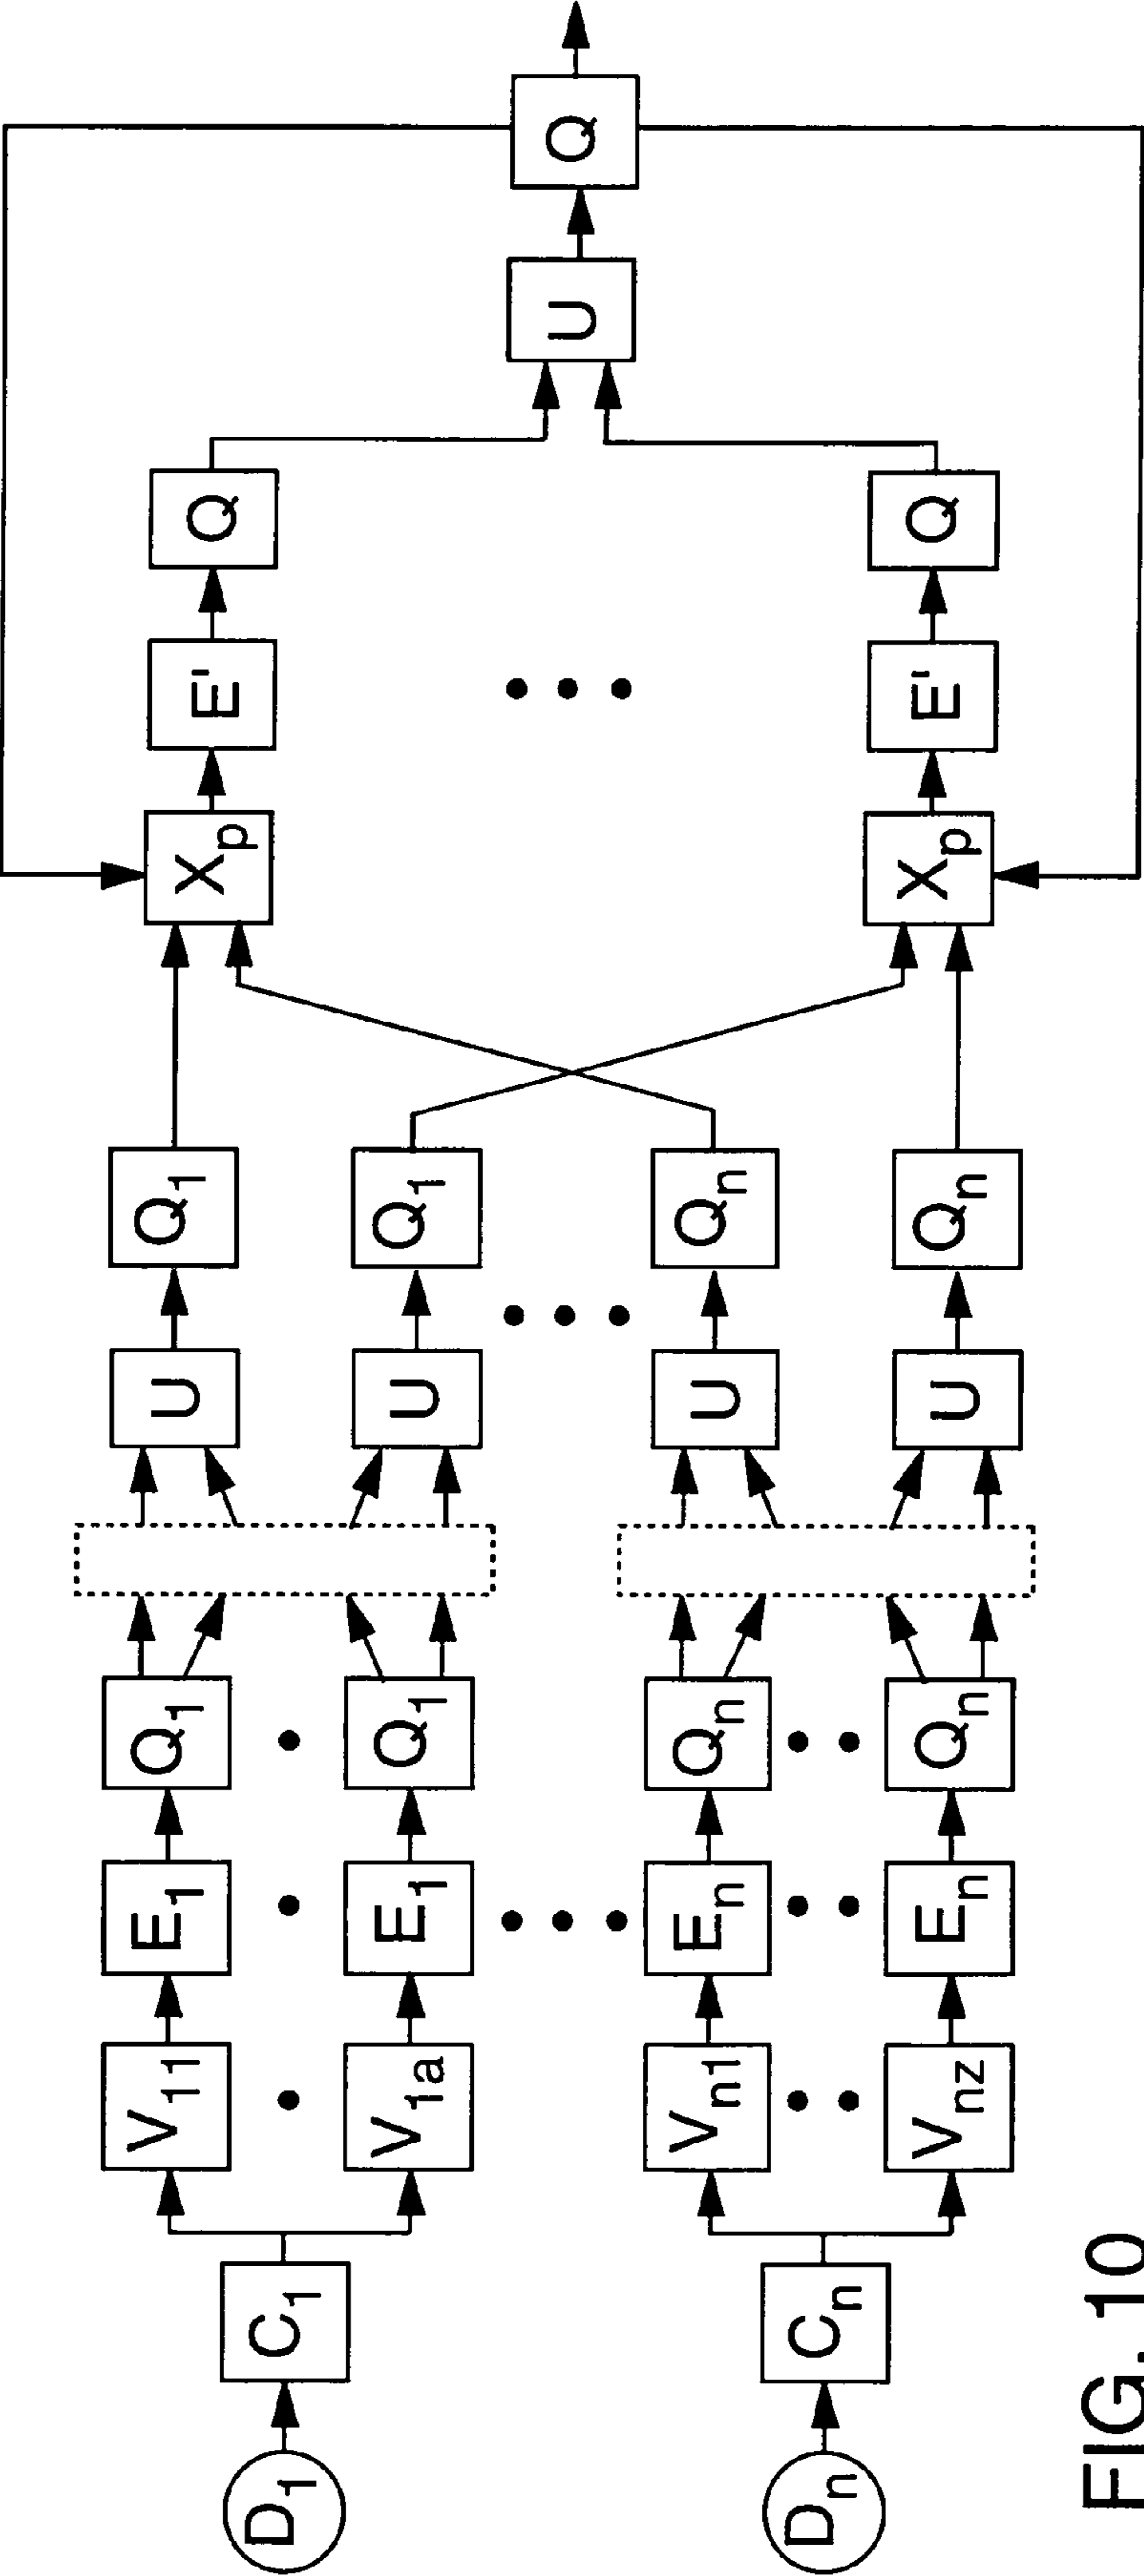 D1 C1 V11 E1 Q1 U Q1 Xp E' Q
V1a E1 Q1 U Q1
U Q
Dn Cn Vn1 En Qn U Qn
Vnz En Qn U Qn Xp E' Q
FIG. 10